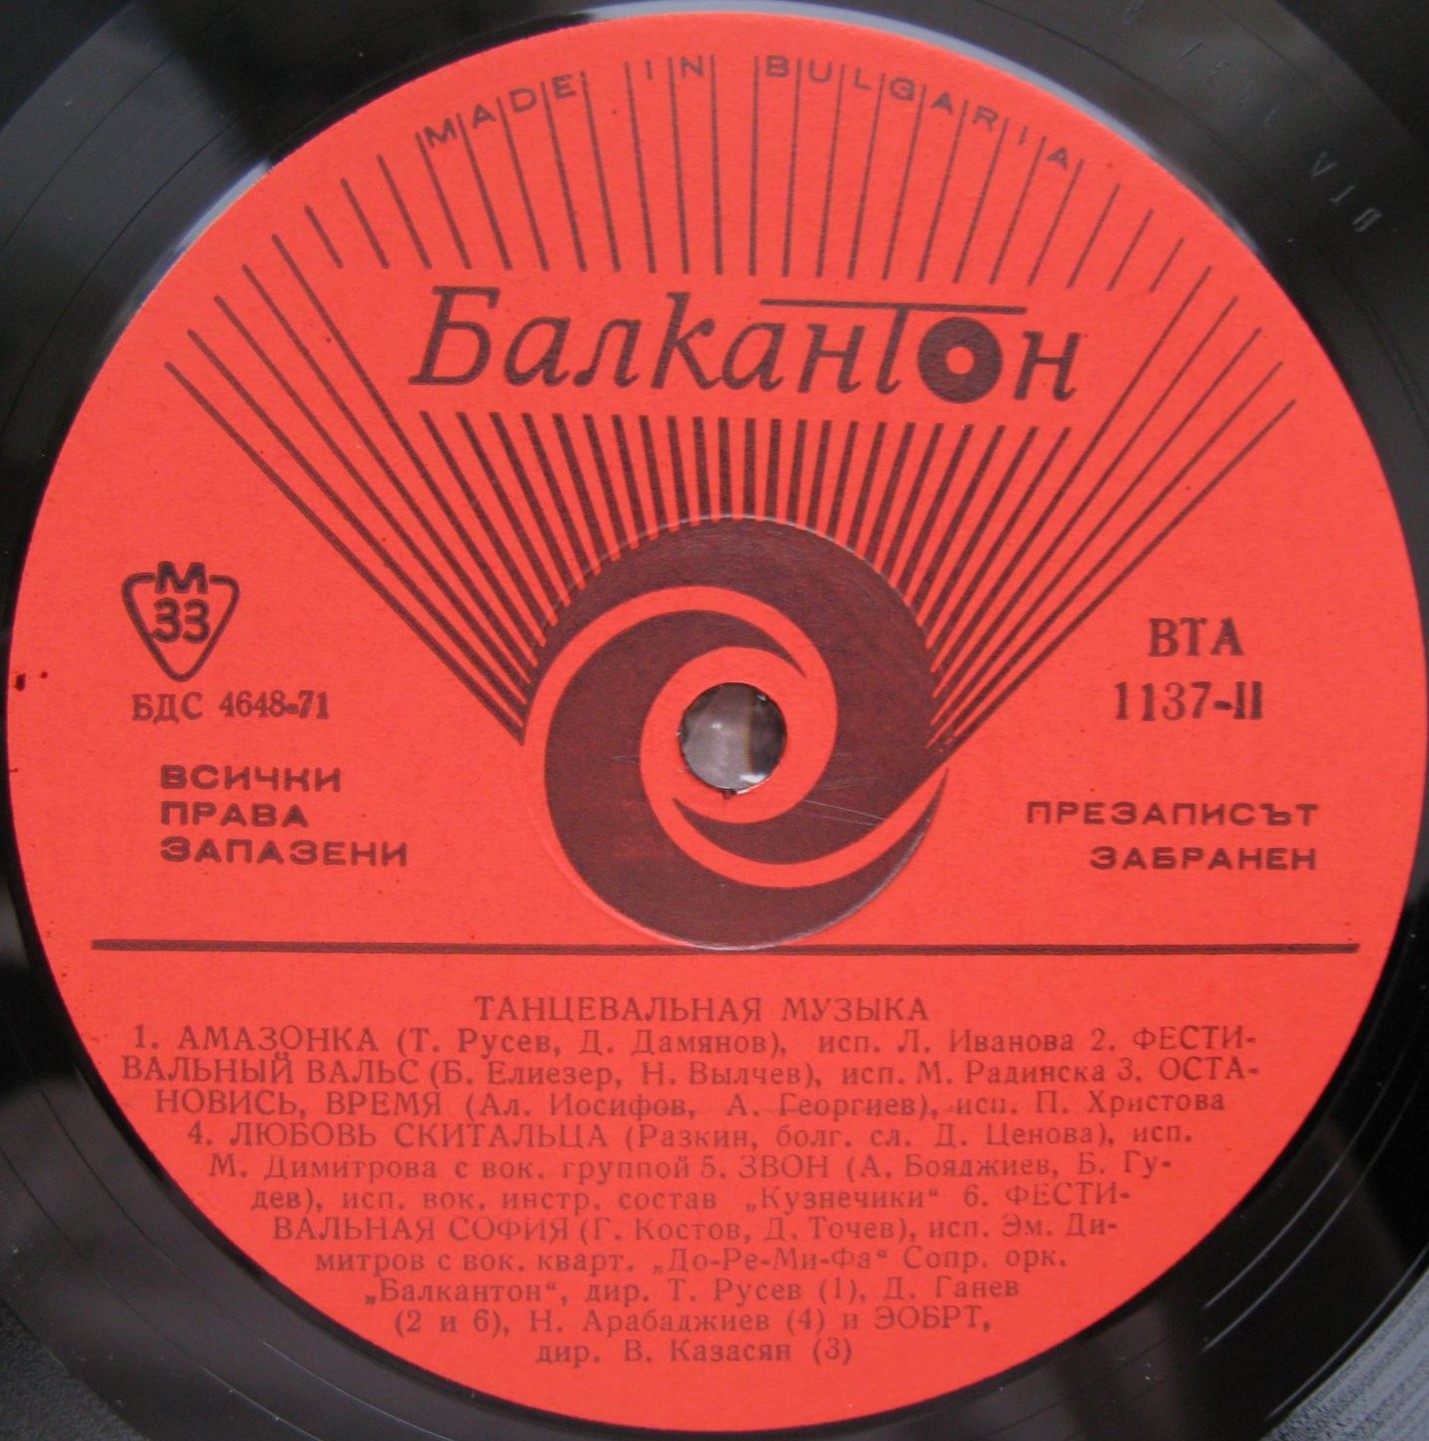 MADE IN BULGARIA
Балкантон
М
33
БДС 4648-71
ВТА
1137-II
ВСИЧКИ
ПРАВА
ЗАПАЗЕНИ
ПРЕЗАПИСЪТ
ЗАБРАНЕН
ТАНЦЕВАЛЬНАЯ МУЗЫКА
1. АМАЗОНКА (Т. Русев, Д. Дамянов), исп. Л. Иванова 2. ФЕСТИ-
ВАЛЬНЫЙ ВАЛЬС (Б. Елиезер, Н. Вылчев), исп. М. Радинска 3. ОСТА-
НОВИСЬ, ВРЕМЯ (Ал. Иосифов, А. Георгиев), исп. П. Христова
4. ЛЮБОВЬ СКИТАЛЬЦА (Разкин, болг. сл. Д. Ценова), исп.
М. Димитрова с вок. группой 5. ЗВОН (А. Бояджиев, Б. Гу-
дев), исп. вок. инстр. состав „Кузнечики“ 6. ФЕСТИ-
ВАЛЬНАЯ СОФИЯ (Г. Костов, Д. Точев), исп. Эм. Ди-
митров с вок. кварт. „До-Ре-Ми-Фа“ Сопр. орк.
„Балкантон“, дир. Т. Русев (1), Д. Ганев
(2 и 6), Н. Арабаджиев (4) и ЭОБРТ,
дир. В. Казасян (3)